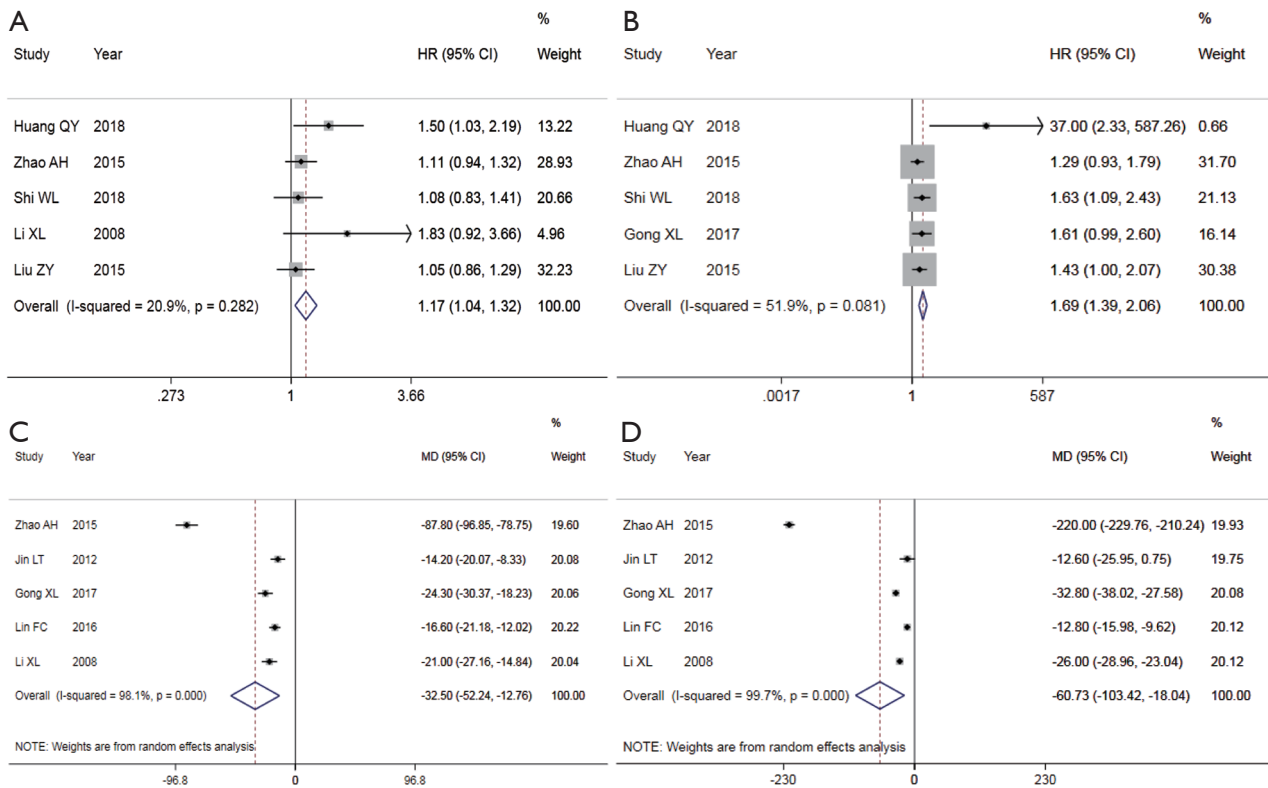 A
%
Study Year HR (95% CI) Weight
Huang QY 2018 1.50 (1.03, 2.19) 13.22
Zhao AH 2015 1.11 (0.94, 1.32) 28.93
Shi WL 2018 1.08 (0.83, 1.41) 20.66
Li XL 2008 1.83 (0.92, 3.66) 4.96
Liu ZY 2015 1.05 (0.86, 1.29) 32.23
Overall (I-squared = 20.9%, p = 0.282) 1.17 (1.04, 1.32) 100.00
.273 1 3.66
B
%
Study Year HR (95% CI) Weight
Huang QY 2018 37.00 (2.33, 587.26) 0.66
Zhao AH 2015 1.29 (0.93, 1.79) 31.70
Shi WL 2018 1.63 (1.09, 2.43) 21.13
Gong XL 2017 1.61 (0.99, 2.60) 16.14
Liu ZY 2015 1.43 (1.00, 2.07) 30.38
Overall (I-squared = 51.9%, p = 0.081) 1.69 (1.39, 2.06) 100.00
.0017 1 587
C
%
Study Year MD (95% CI) Weight
Zhao AH 2015 -87.80 (-96.85, -78.75) 19.60
Jin LT 2012 -14.20 (-20.07, -8.33) 20.08
Gong XL 2017 -24.30 (-30.37, -18.23) 20.06
Lin FC 2016 -16.60 (-21.18, -12.02) 20.22
Li XL 2008 -21.00 (-27.16, -14.84) 20.04
Overall (I-squared = 98.1%, p = 0.000) -32.50 (-52.24, -12.76) 100.00
NOTE: Weights are from random effects analysis
-96.8 0 96.8
D
%
Study Year MD (95% CI) Weight
Zhao AH 2015 -220.00 (-229.76, -210.24) 19.93
Jin LT 2012 -12.60 (-25.95, 0.75) 19.75
Gong XL 2017 -32.80 (-38.02, -27.58) 20.08
Lin FC 2016 -12.80 (-15.98, -9.62) 20.12
Li XL 2008 -26.00 (-28.96, -23.04) 20.12
Overall (I-squared = 99.7%, p = 0.000) -60.73 (-103.42, -18.04) 100.00
NOTE: Weights are from random effects analysis
-230 0 230